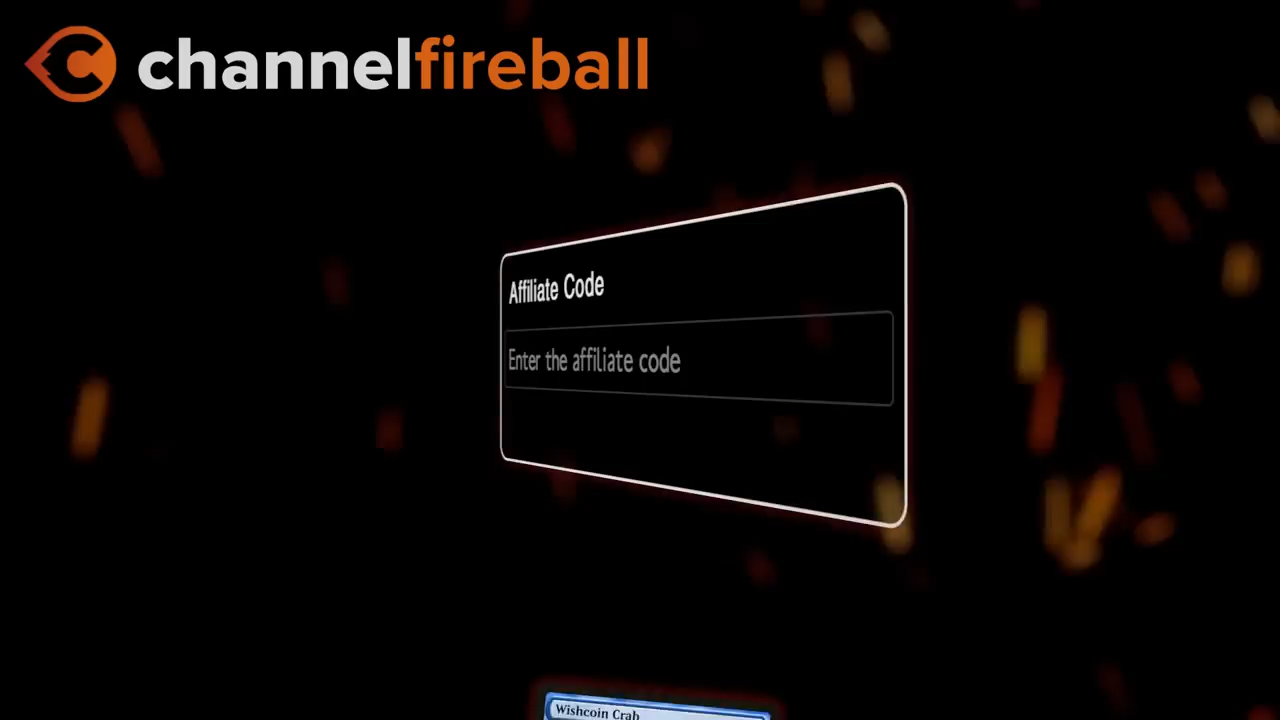 channelfireball
Affiliate Code
Enter the affiliate code
Wishcoin Crab